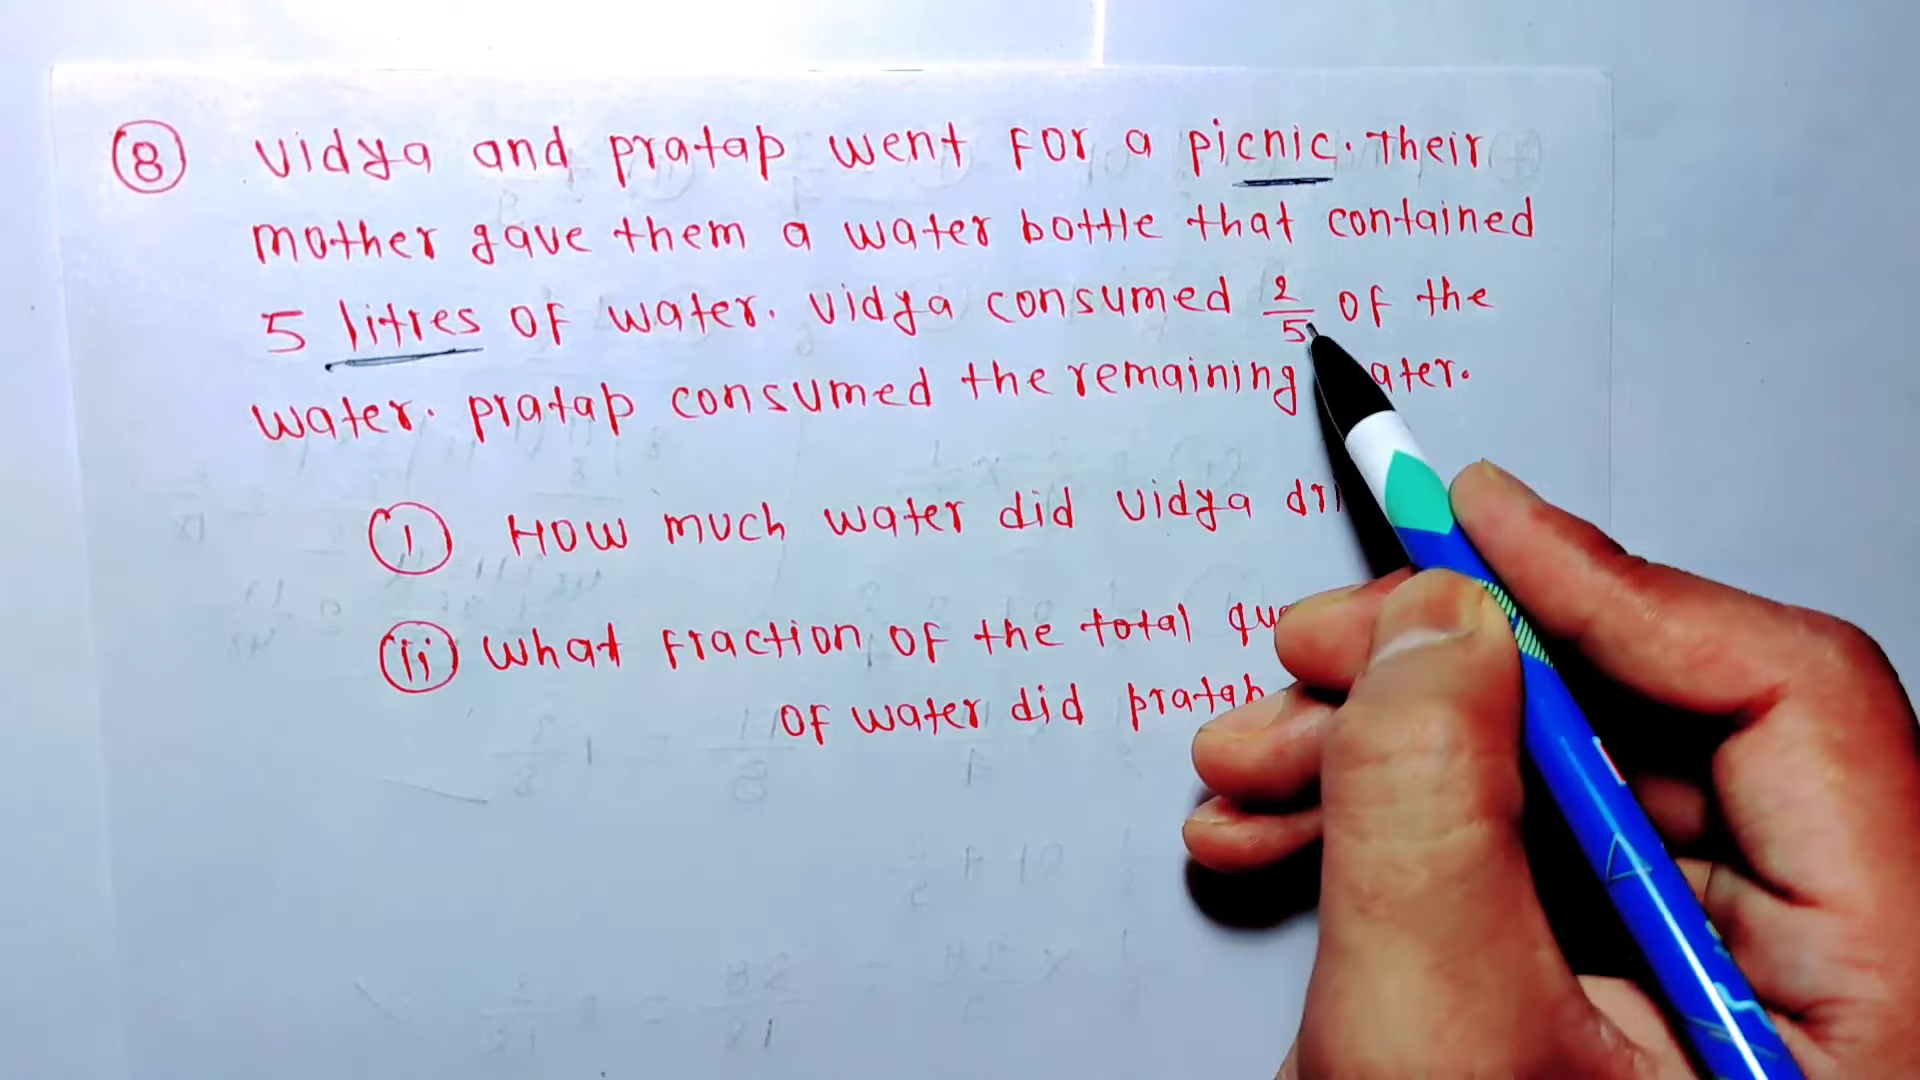 8 Vidya and pratap went for a picnic. Their
mother gave them a water bottle that contained
5 litres of water. Vidya consumed 2/5 of the
water. pratap consumed the remaining
i How much water did Vidya
ii What fraction of the total
of water did pratap